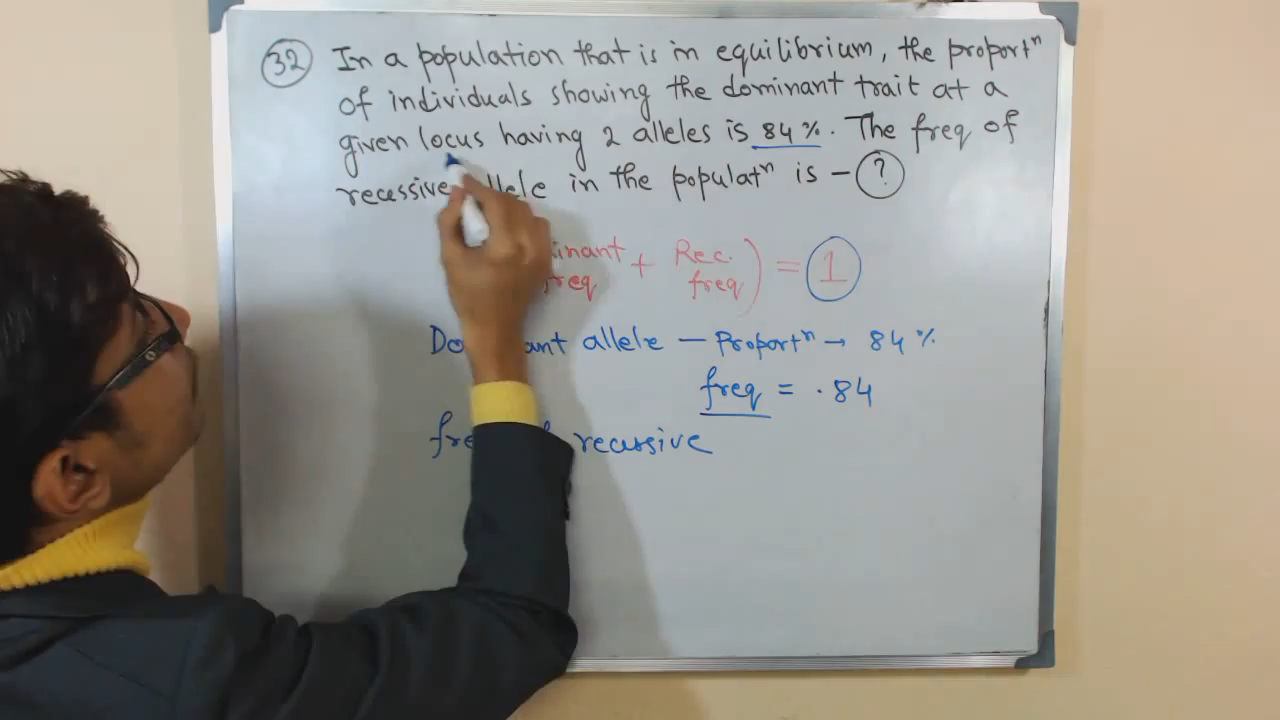 32 In a population that is in equilibrium, the proportⁿ
of individuals showing the dominant trait at a
given locus having 2 alleles is 84 %. The freq of
recessive allele in the populatⁿ is – ?
+ Rec. freq) = 1
allele — Proportⁿ → 84 %
freq = .84
recursive